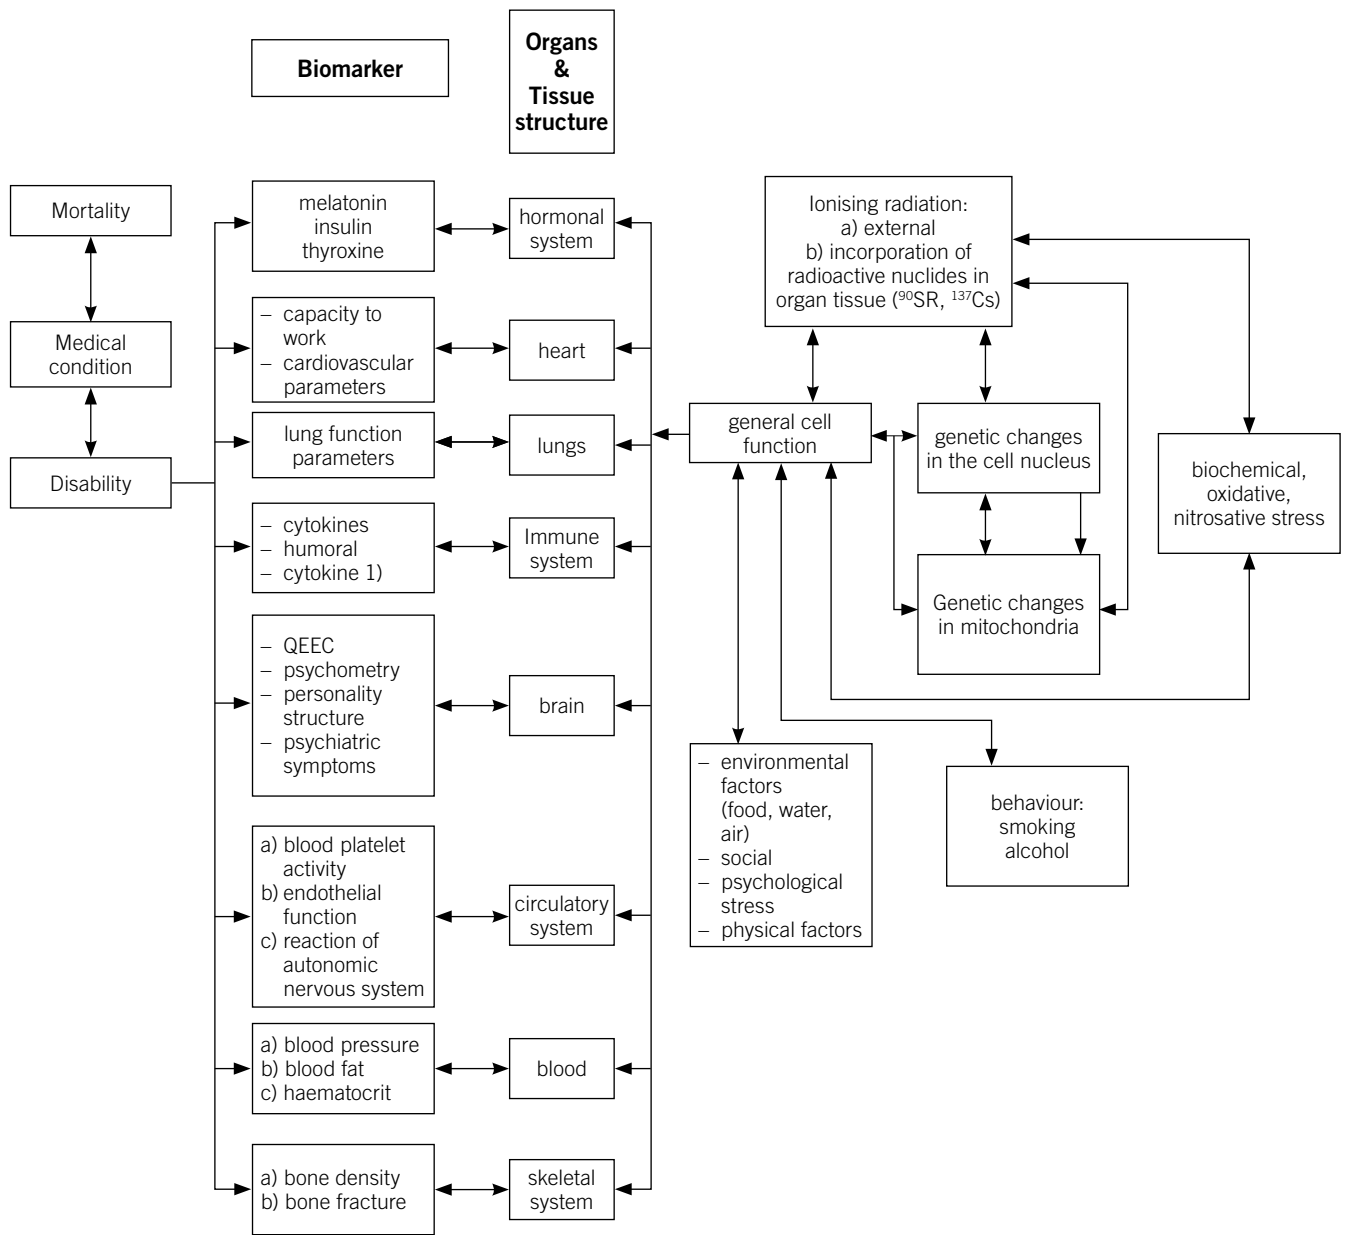 Biomarker
Organs
&
Tissue
structure
Mortality
Medical
condition
Disability
melatonin
insulin
thyroxine
– capacity to
work
– cardiovascular
parameters
lung function
parameters
– cytokines
– humoral
– cytokine 1)
– QEEC
– psychometry
– personality
structure
– psychiatric
symptoms
a) blood platelet
activity
b) endothelial
function
c) reaction of
autonomic
nervous system
a) blood pressure
b) blood fat
c) haematocrit
a) bone density
b) bone fracture
hormonal
system
heart
lungs
Immune
system
brain
circulatory
system
blood
skeletal
system
Ionising radiation:
a) external
b) incorporation of
radioactive nuclides in
organ tissue (⁹⁰SR, ¹³⁷Cs)
general cell
function
genetic changes
in the cell nucleus
biochemical,
oxidative,
nitrosative stress
Genetic changes
in mitochondria
– environmental
factors
(food, water,
air)
– social
– psychological
stress
– physical factors
behaviour:
smoking
alcohol